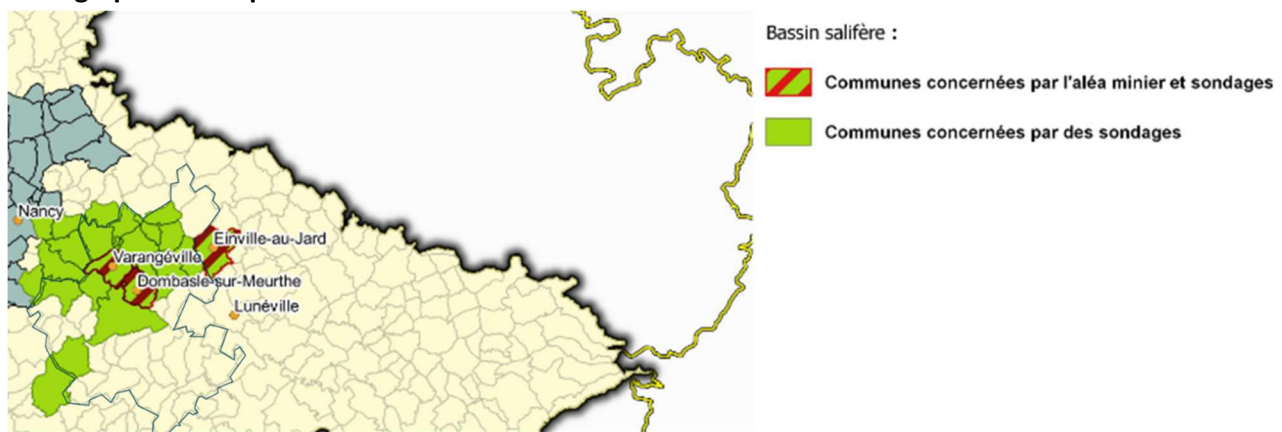 Bassin salifère :
Communes concernées par l'aléa minier et sondages
Communes concernées par des sondages
Nancy
Einville-au-Jard
Varangéville
Dombasle-sur-Meurthe
Lunéville